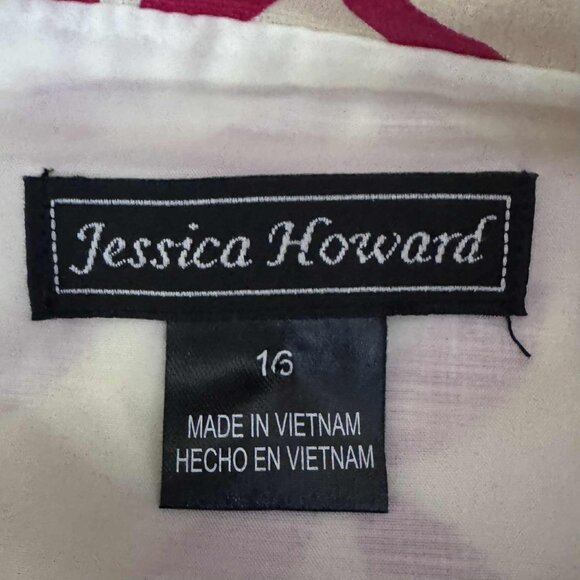 Jessica Howard
16
MADE IN VIETNAM
HECHO EN VIETNAM